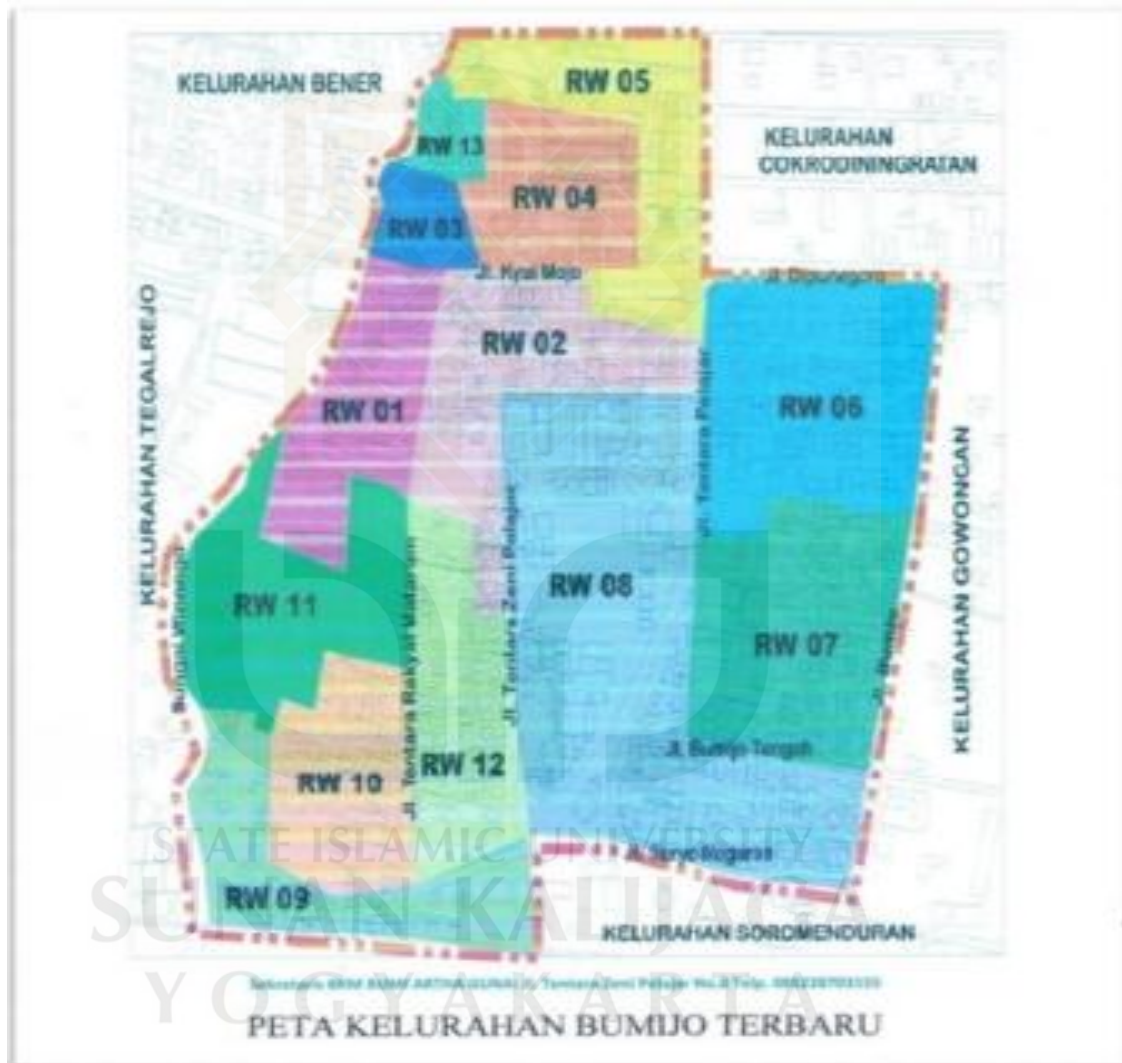 RW 05
KELURAHAN BENER
KELURAHAN
COKRODININGRATAN
RW 13
RW 04
RW 03
Jl. Kyai Mojo
Jl. Diponegoro
KELURAHAN TEGALREJO
RW 02
RW 01
RW 06
Jl. Tentara Pelajar
KELURAHAN GOWONGAN
Jl. Tentara Zeni Pelajar
Jl. Tentara Rakyat Mataram
RW 08
RW 11
Sungai Winongo
RW 07
Jl. Bumijo Tengah
RW 12
RW 10
STATE ISLAMIC UNIVERSITY
SUNAN KALIJAGA
YOGYAKARTA
RW 09
KELURAHAN SOROMENDURAN
PETA KELURAHAN BUMIJO TERBARU